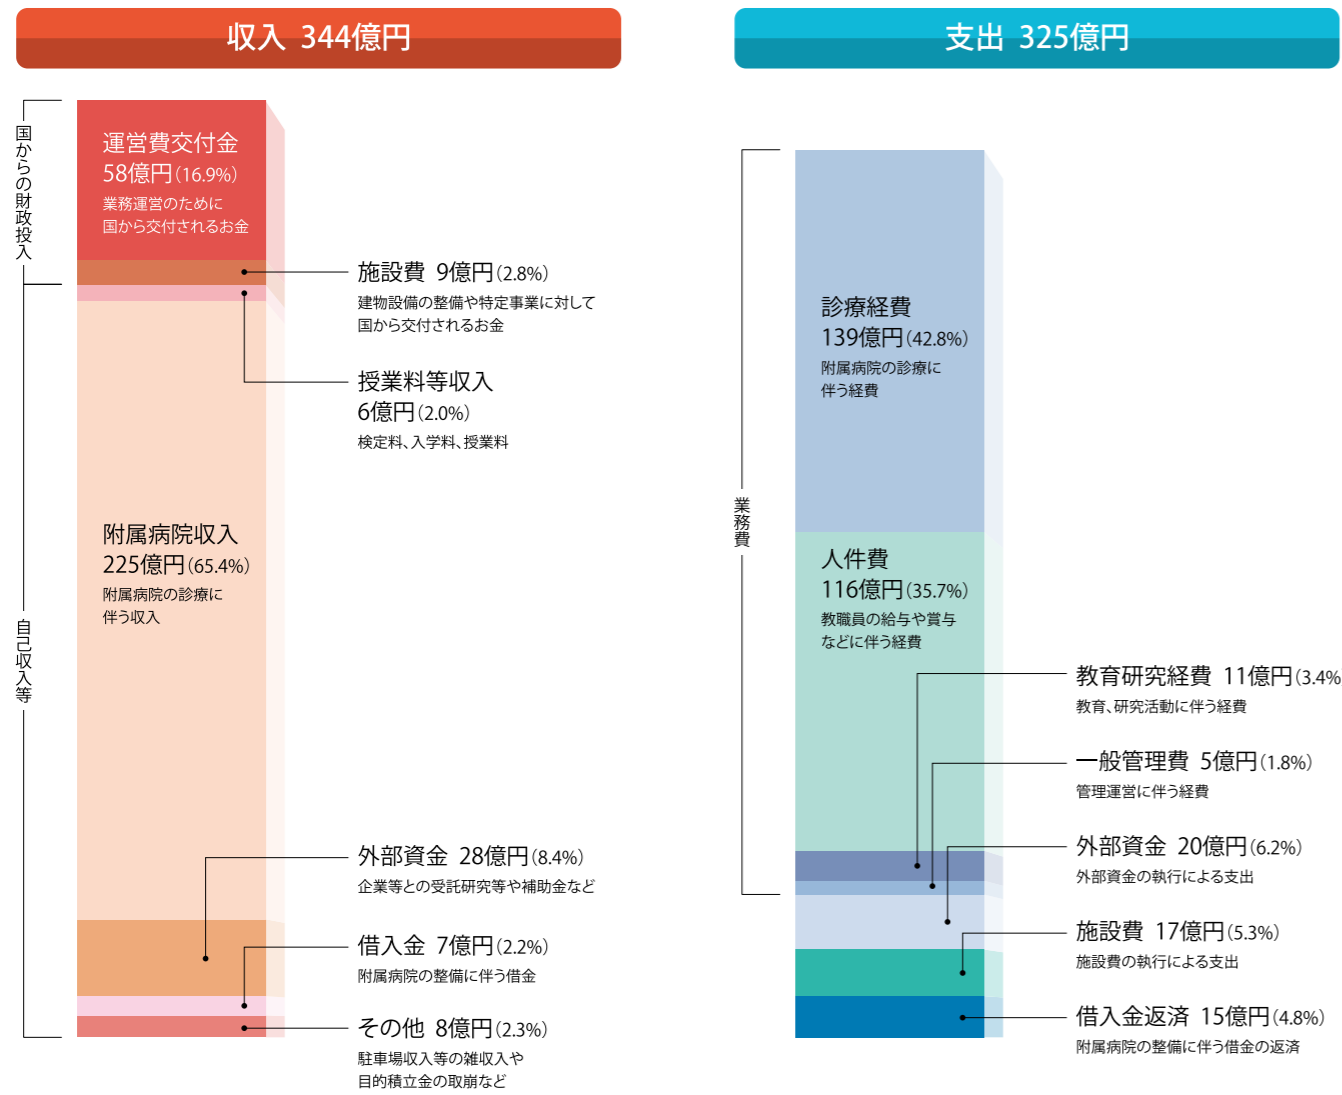 収入 344億円
国からの財政投入
運営費交付金
58億円(16.9%)
業務運営のために
国から交付されるお金
施設費 9億円(2.8%)
建物設備の整備や特定事業に対して
国から交付されるお金
授業料等収入
6億円(2.0%)
検定料、入学料、授業料
自己収入等
附属病院収入
225億円(65.4%)
附属病院の診療に
伴う収入
外部資金 28億円(8.4%)
企業等との受託研究等や補助金など
借入金 7億円(2.2%)
附属病院の整備に伴う借金
その他 8億円(2.3%)
駐車場収入等の雑収入や
目的積立金の取崩など
支出 325億円
業務費
診療経費
139億円(42.8%)
附属病院の診療に
伴う経費
人件費
116億円(35.7%)
教職員の給与や賞与
などに伴う経費
教育研究経費 11億円(3.4%
教育、研究活動に伴う経費
一般管理費 5億円(1.8%)
管理運営に伴う経費
外部資金 20億円(6.2%)
外部資金の執行による支出
施設費 17億円(5.3%)
施設費の執行による支出
借入金返済 15億円(4.8%)
附属病院の整備に伴う借金の返済